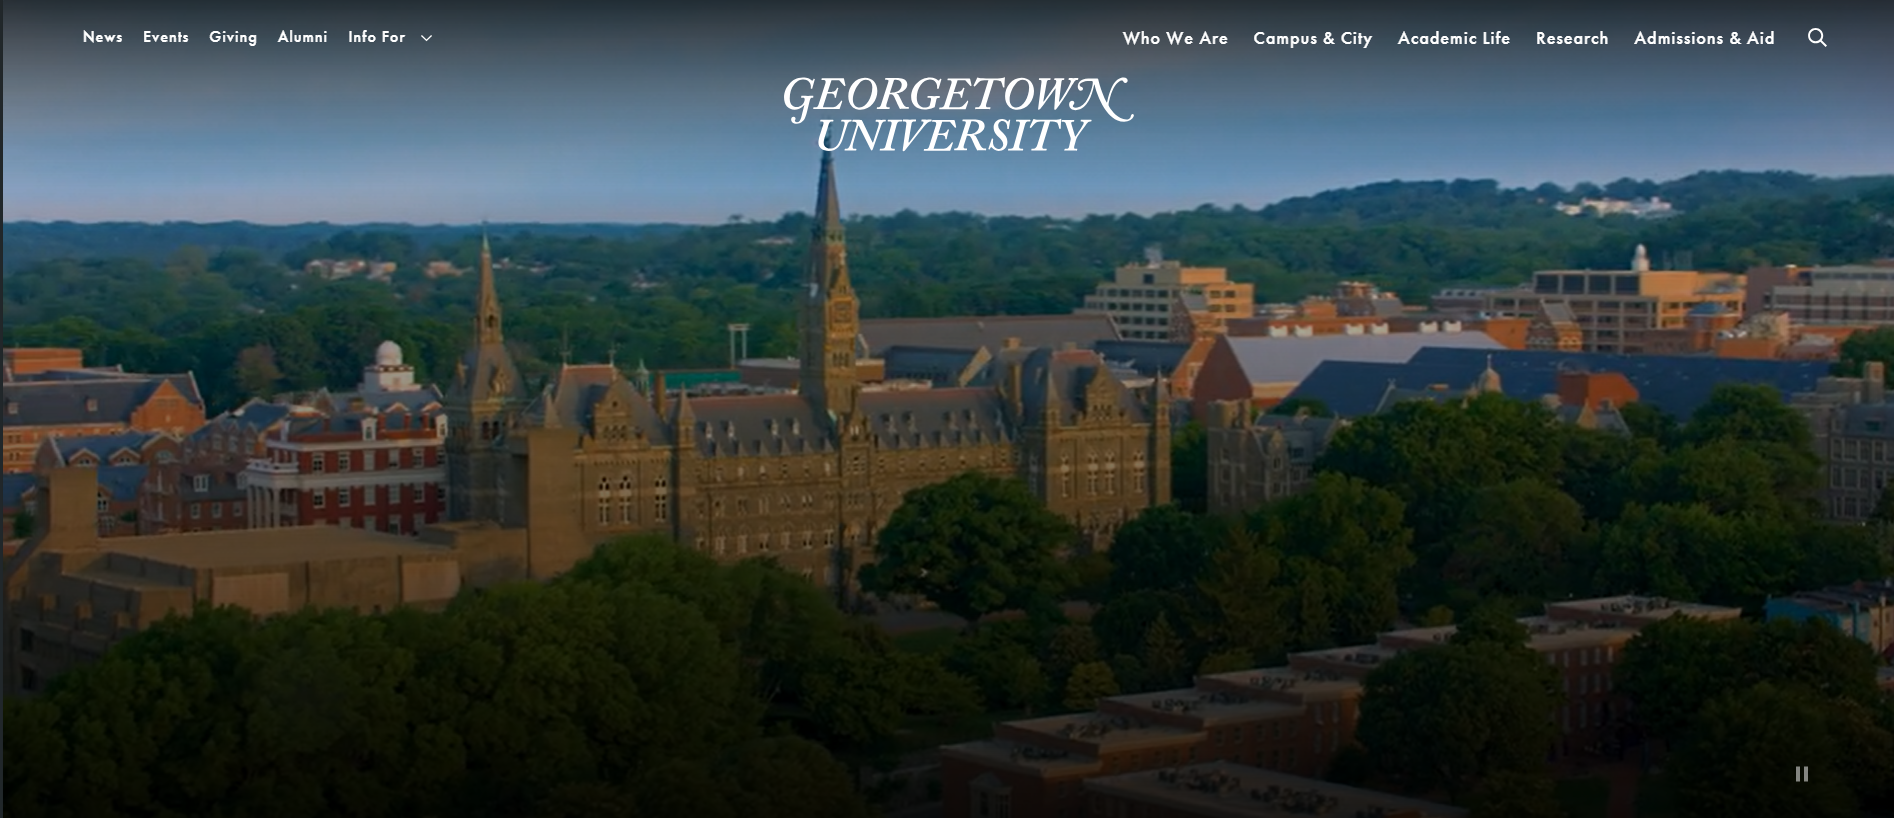 News Events Giving Alumni Info For
Who We Are Campus & City Academic Life Research Admissions & Aid
GEORGETOWN
UNIVERSITY